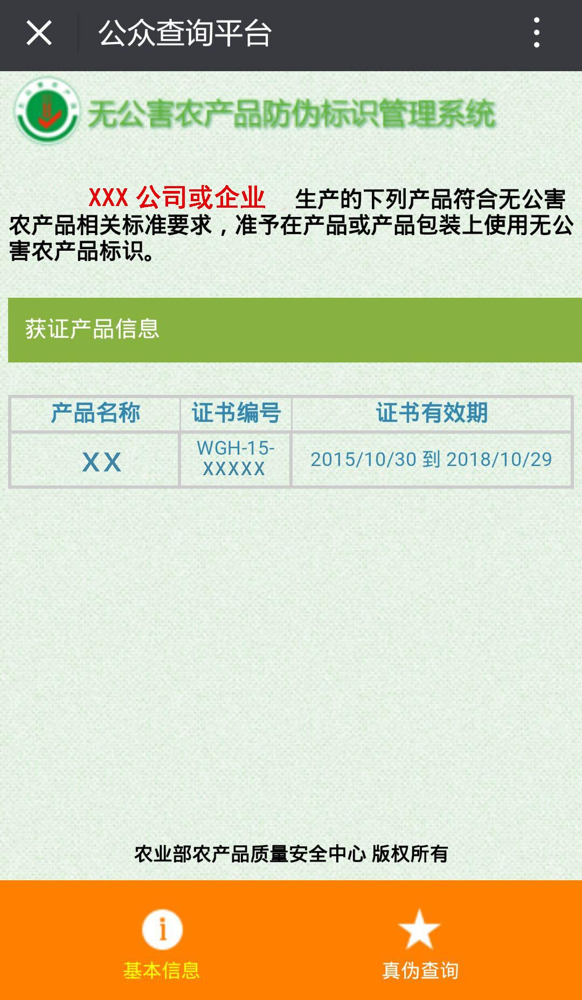 公众查询平台
无公害农产品防伪标识管理系统
XXX 公司或企业 生产的下列产品符合无公害
农产品相关标准要求，准予在产品或产品包装上使用无公
害农产品标识。
获证产品信息
产品名称 证书编号 证书有效期
XX WGH-15-
XXXXX 2015/10/30 到 2018/10/29
农业部农产品质量安全中心 版权所有
基本信息 真伪查询